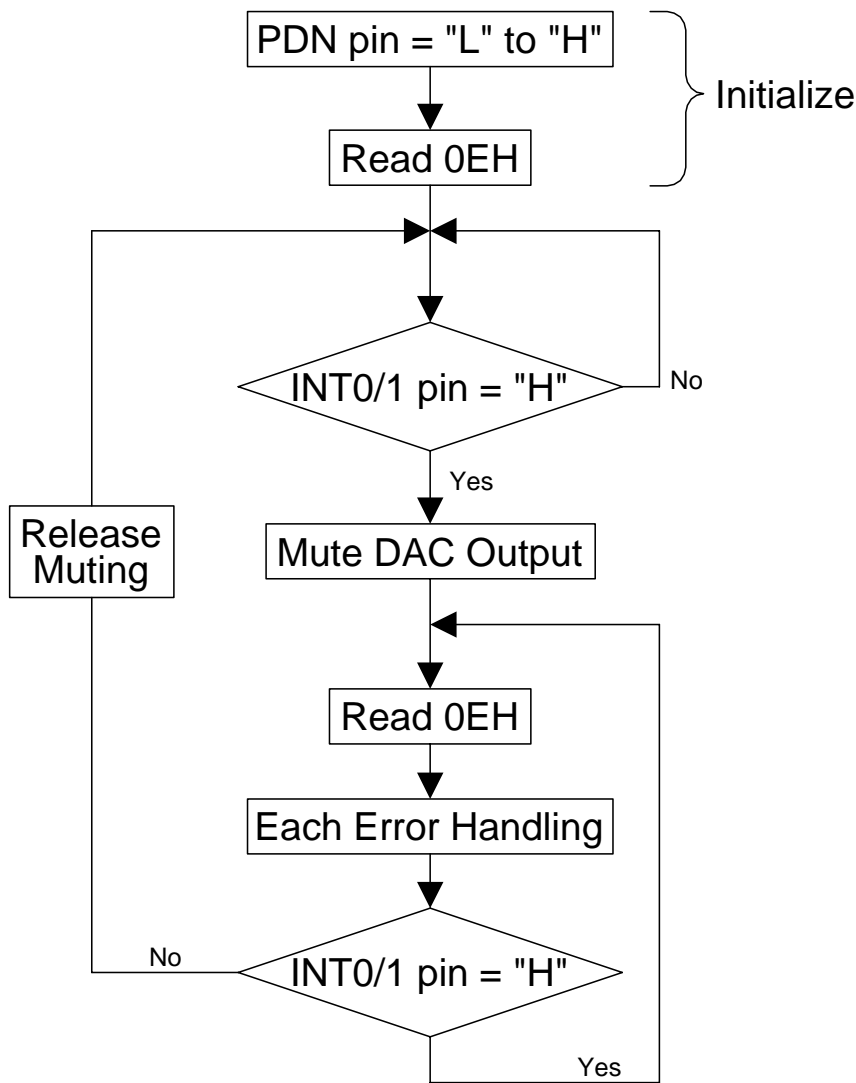 PDN pin = "L" to "H"
Initialize
Read 0EH
INT0/1 pin = "H"
No
Yes
Release
Muting
Mute DAC Output
Read 0EH
Each Error Handling
No
INT0/1 pin = "H"
Yes